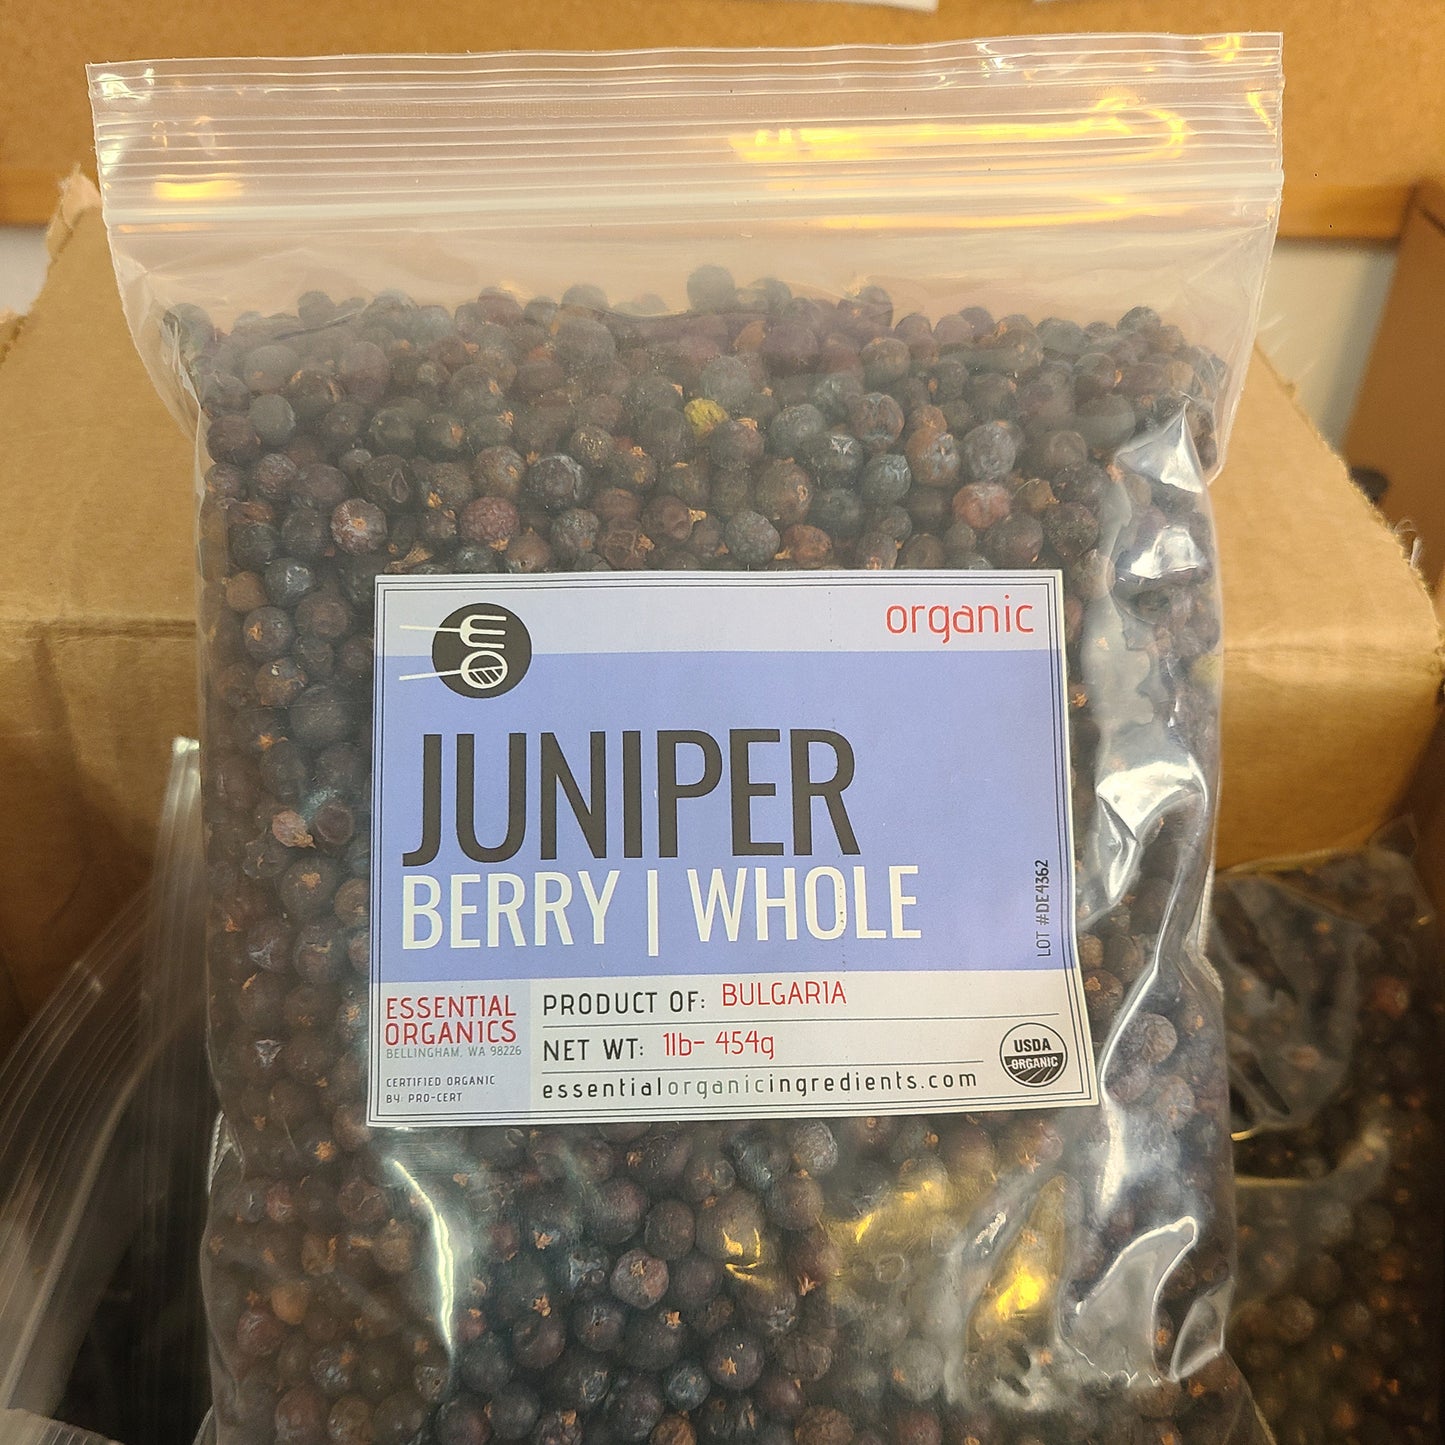 organic
JUNIPER
BERRY | WHOLE
LOT #DE4362
ESSENTIAL
ORGANICS
BELLINGHAM, WA 98226
CERTIFIED ORGANIC
BY: PRO-CERT
PRODUCT OF: BULGARIA
NET WT: 1lb- 454g
essentialorganicingredients.com
USDA
ORGANIC